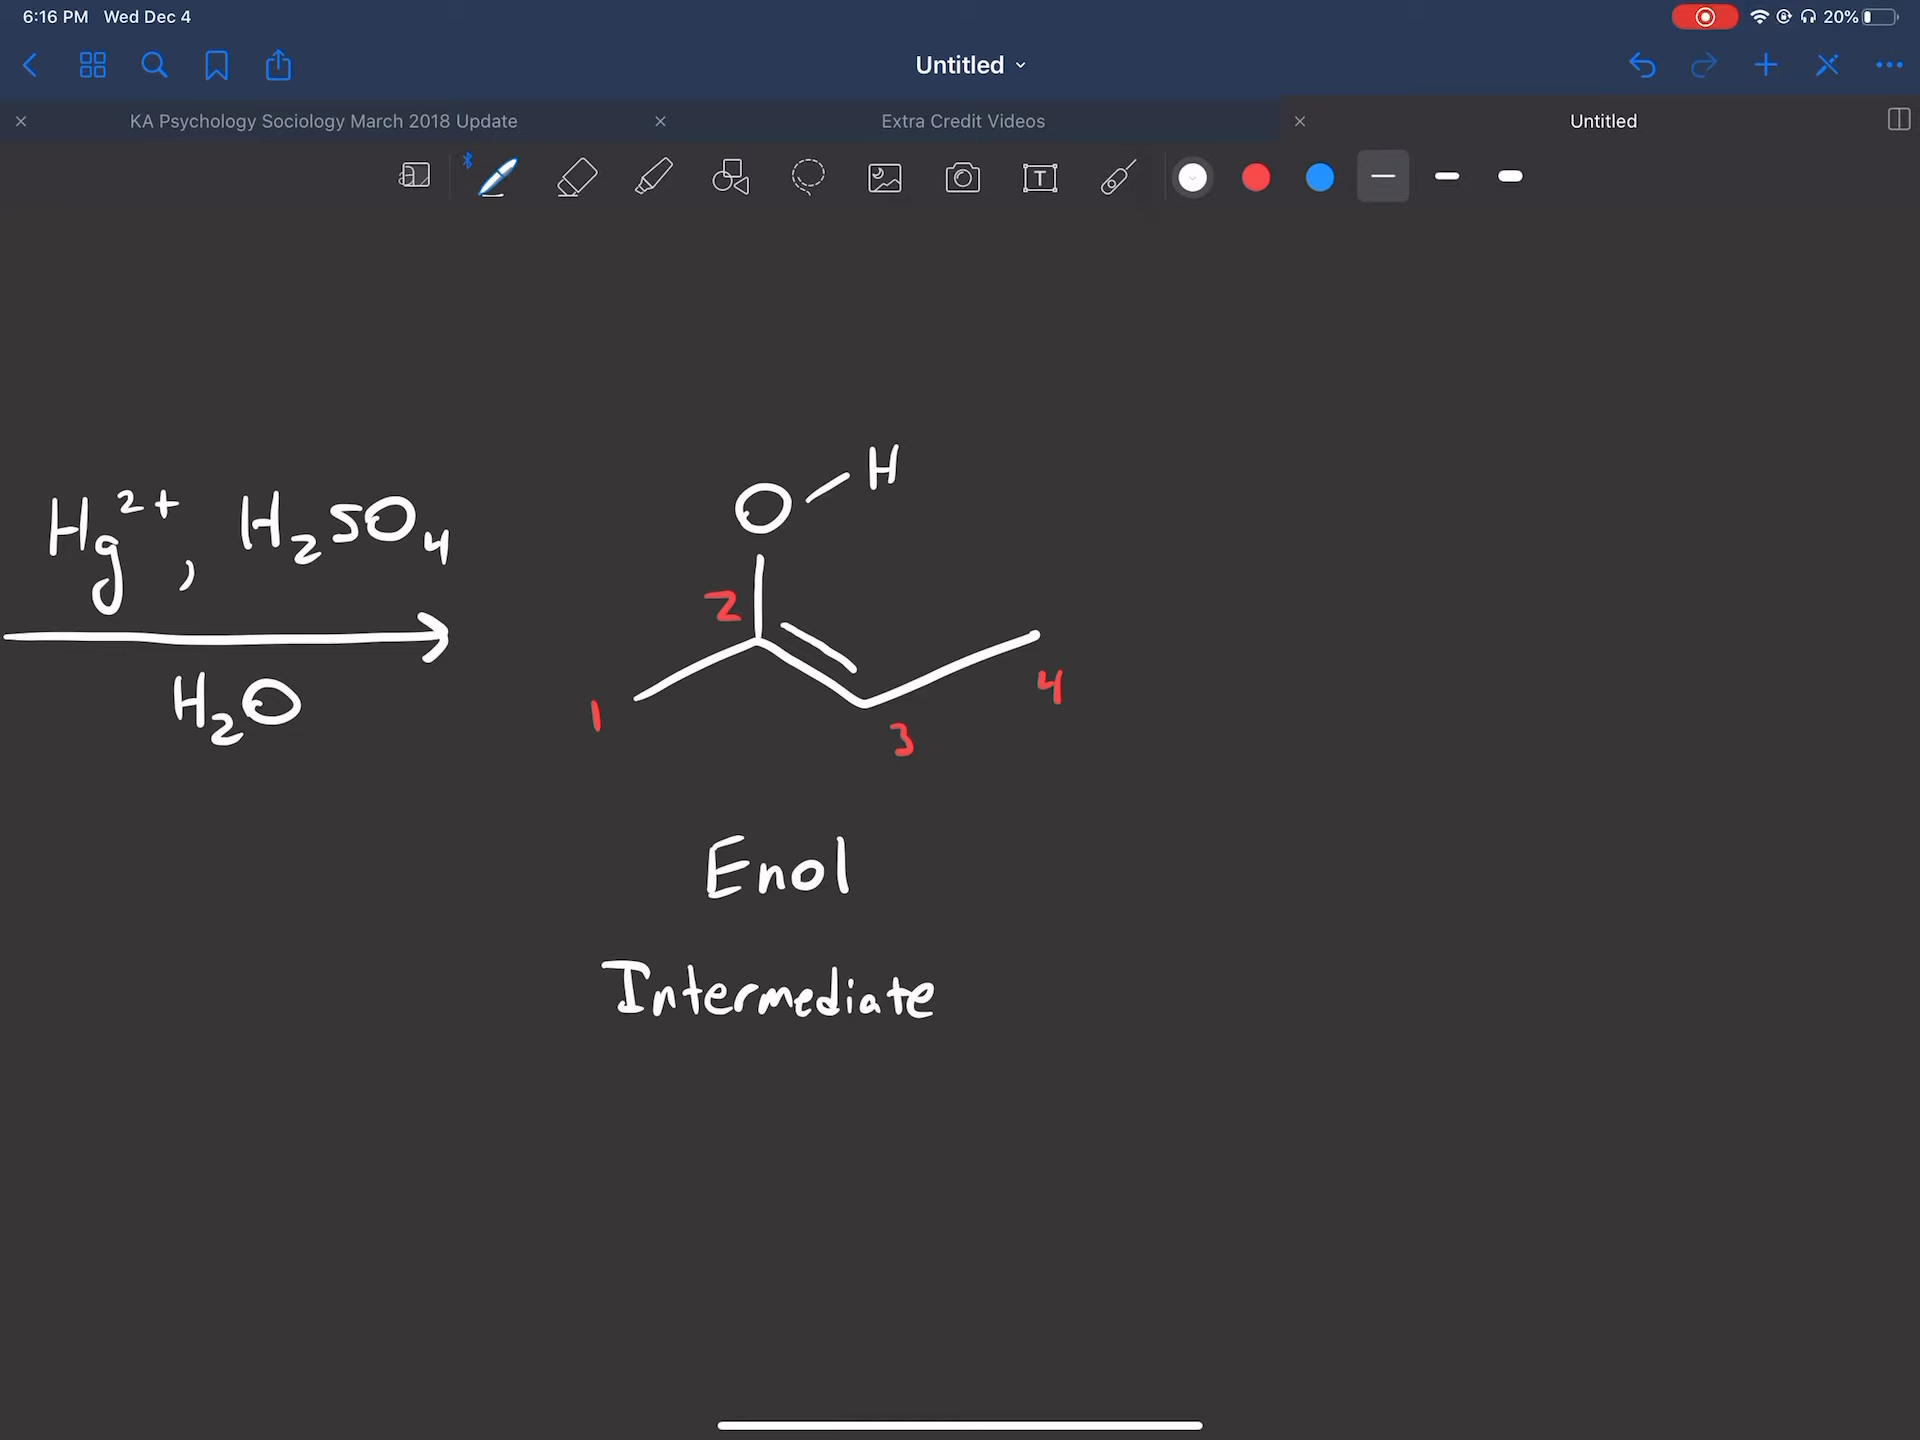 6:16 PM Wed Dec 4
20%
Untitled
KA Psychology Sociology March 2018 Update
Extra Credit Videos
Untitled
T
Hg²⁺, H₂SO₄
H₂O
O H
2
1
3
4
Enol
Intermediate